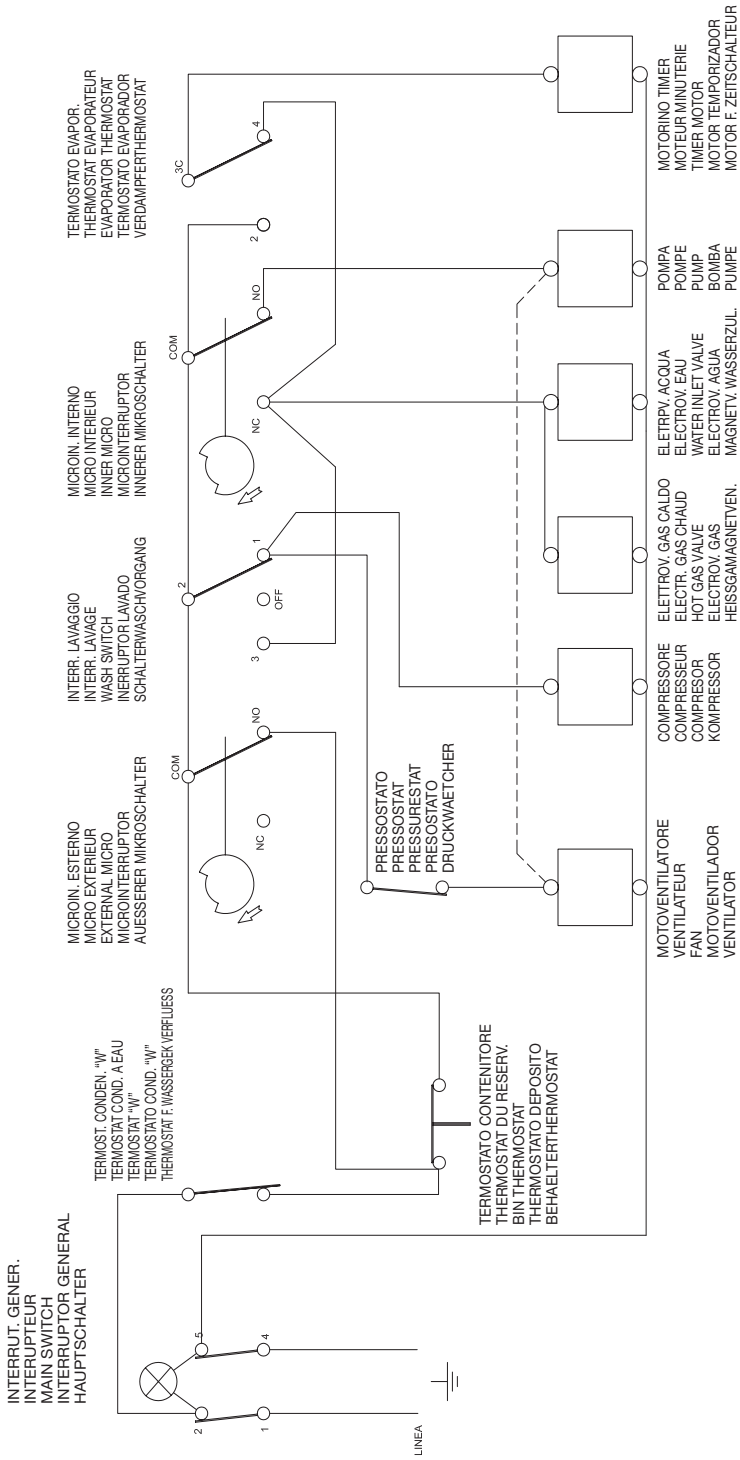 INTERRUT. GENER.
INTERUPTEUR
MAIN SWITCH
INTERRUPTOR GENERAL
HAUPTSCHALTER
2
5
1
4
LINEA
TERMOST. CONDEN. “W”
TERMOSTAT COND. A EAU
TERMOSTAT “W”
TERMOSTATO COND. “W”
THERMOSTAT F. WASSERGEK VERFLUESS
TERMOSTATO CONTENITORE
THERMOSTAT DU RESERV.
BIN THERMOSTAT
THERMOSTATO DEPOSITO
BEHAELTERTHERMOSTAT
MICROIN. ESTERNO
MICRO EXTERIEUR
EXTERNAL MICRO
MICROINTERRUPTOR
AUESSERER MIKROSCHALTER
COM
NC
NO
PRESSOSTATO
PRESSOSTAT
PRESSURESTAT
PRESOSTATO
DRUCKWAETCHER
INTERR. LAVAGGIO
INTERR. LAVAGE
WASH SWITCH
INERRUPTOR LAVADO
SCHALTERWASCHVORGANG
2
3
OFF
1
MICROIN. INTERNO
MICRO INTERIEUR
INNER MICRO
MICROINTERRUPTOR
INNERER MIKROSCHALTER
COM
NC
NO
TERMOSTATO EVAPOR.
THERMOSTAT EVAPORATEUR
EVAPORATOR THERMOSTAT
TERMOSTATO EVAPORADOR
VERDAMPFERTHERMOSTAT
3C
2
4
MOTOVENTILATORE
VENTILATEUR
FAN
MOTOVENTILADOR
VENTILATOR
COMPRESSORE
COMPRESSEUR
COMPRESOR
KOMPRESSOR
ELETTROV. GAS CALDO
ELECTR. GAS CHAUD
HOT GAS VALVE
ELECTROV. GAS
HEISSGAMAGNETVEN.
ELETRPV. ACQUA
ELECTROV. EAU
WATER INLET VALVE
ELECTROV. AGUA
MAGNETV. WASSERZUL.
POMPA
POMPE
PUMP
BOMBA
PUMPE
MOTORINO TIMER
MOTEUR MINUTERIE
TIMER MOTOR
MOTOR TEMPORIZADOR
MOTOR F. ZEITSCHALTEUR